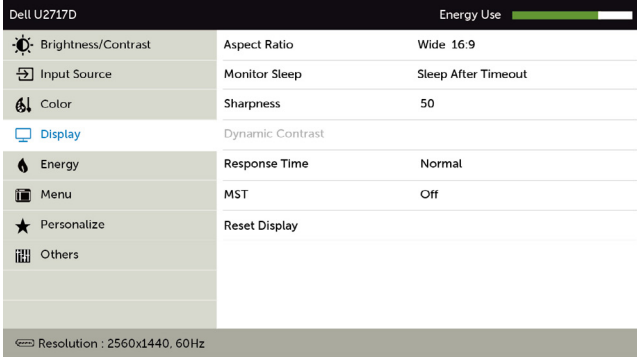 Dell U2717D Energy Use
Brightness/Contrast Aspect Ratio Wide 16:9
Input Source Monitor Sleep Sleep After Timeout
Color Sharpness 50
Display Dynamic Contrast
Energy Response Time Normal
Menu MST Off
Personalize Reset Display
Others
Resolution : 2560x1440, 60Hz